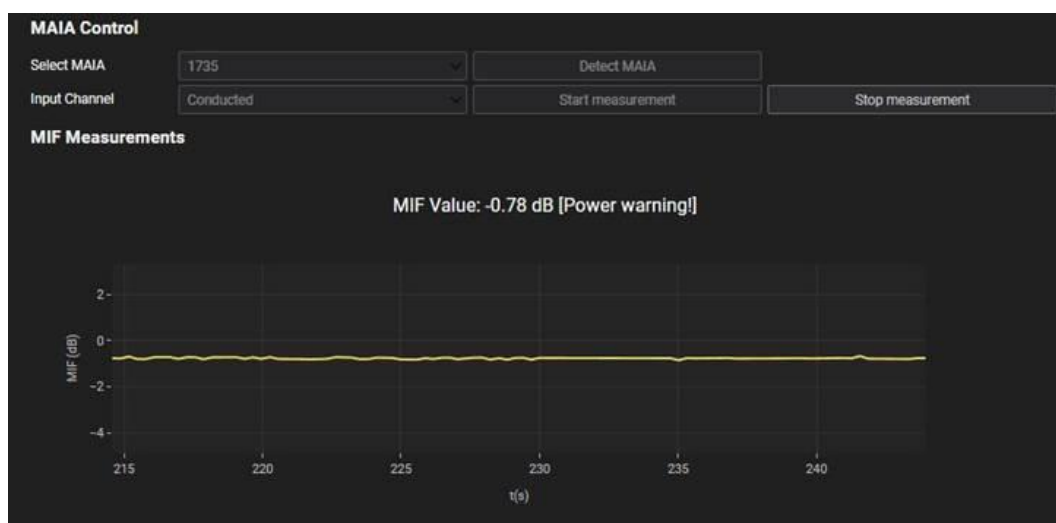 MAIA Control
Select MAIA 1735 Detect MAIA
Input Channel Conducted Start measurement Stop measurement
MIF Measurements
MIF Value: -0.78 dB [Power warning!]
2
0
−2
−4
MIF (dB)
215 220 225 230 235 240
t(s)